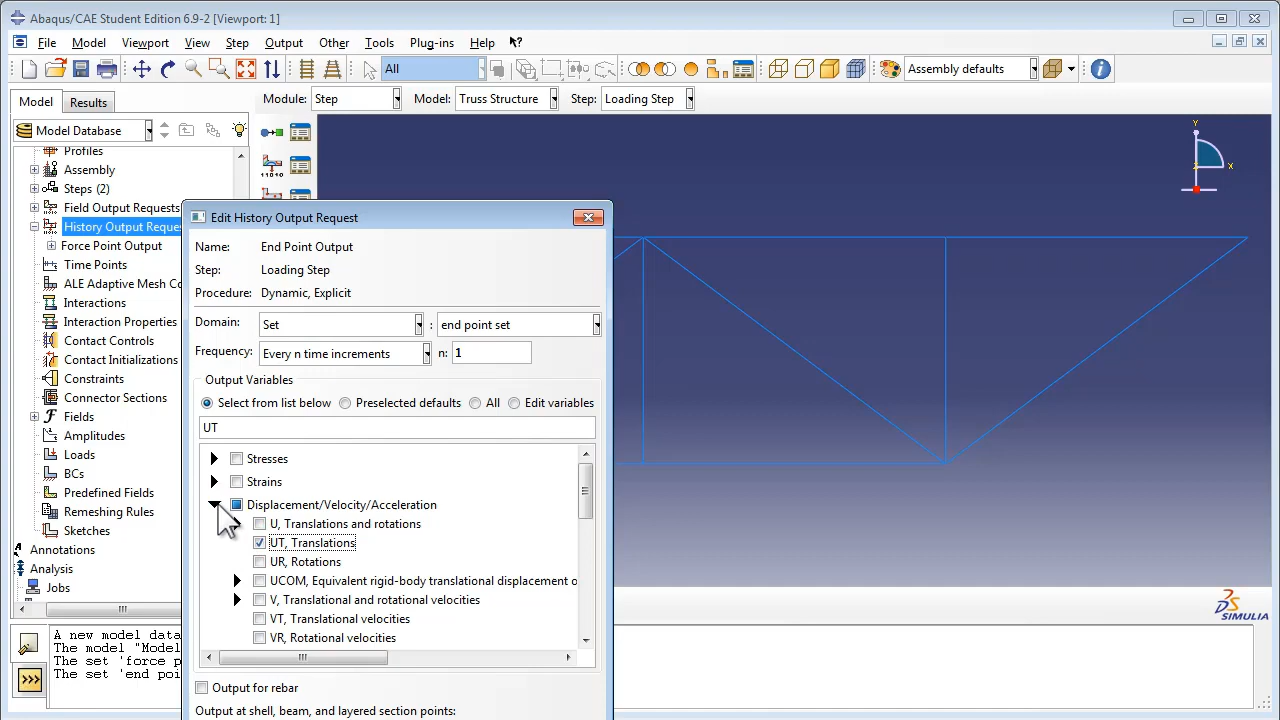 Abaqus/CAE Student Edition 6.9-2 [Viewport: 1]
File Model Viewport View Step Output Other Tools Plug-ins Help
All
Assembly defaults
Model Results
Module: Step Model: Truss Structure Step: Loading Step
Model Database
Profiles
Assembly
Steps (2)
Field Output Requests
History Output Reques
Force Point Output
Time Points
ALE Adaptive Mesh Co
Interactions
Interaction Properties
Contact Controls
Contact Initializations
Constraints
Connector Sections
Fields
Amplitudes
Loads
BCs
Predefined Fields
Remeshing Rules
Sketches
Annotations
Analysis
Jobs
Y
X
Z
Edit History Output Request
Name: End Point Output
Step: Loading Step
Procedure: Dynamic, Explicit
Domain: Set : end point set
Frequency: Every n time increments n: 1
Output Variables
Select from list below Preselected defaults All Edit variables
UT
Stresses
Strains
Displacement/Velocity/Acceleration
U, Translations and rotations
UT, Translations
UR, Rotations
UCOM, Equivalent rigid-body translational displacement o
V, Translational and rotational velocities
VT, Translational velocities
VR, Rotational velocities
Output for rebar
Output at shell, beam, and layered section points:
SIMULIA
A new model data
The model "Model
The set 'force p
The set 'end poi
>>>